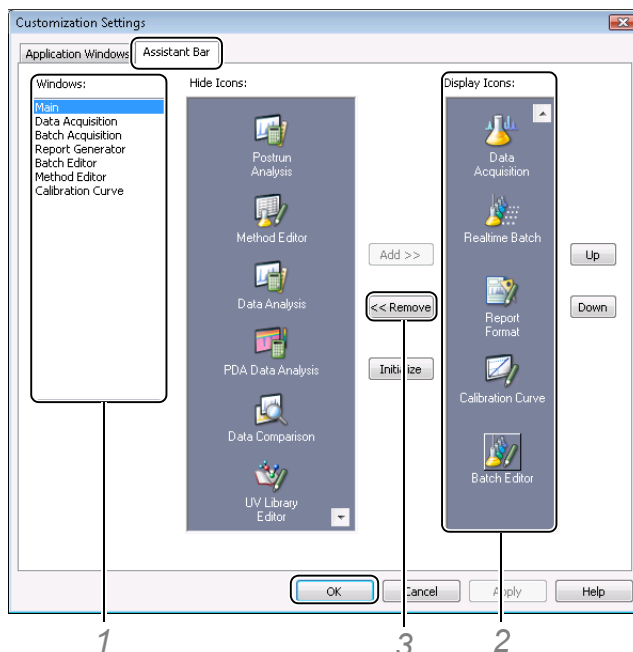 Customization Settings
Application Windows
Assistant Bar
Windows:
Main
Data Acquisition
Batch Acquisition
Report Generator
Batch Editor
Method Editor
Calibration Curve
Hide Icons:
Postrun
Analysis
Method Editor
Data Analysis
PDA Data Analysis
Data Comparison
UV Library
Editor
Add >>
<< Remove
Initialize
Display Icons:
Data
Acquisition
Realtime Batch
Report
Format
Calibration Curve
Batch Editor
Up
Down
OK
Cancel
Apply
Help
1
3
2